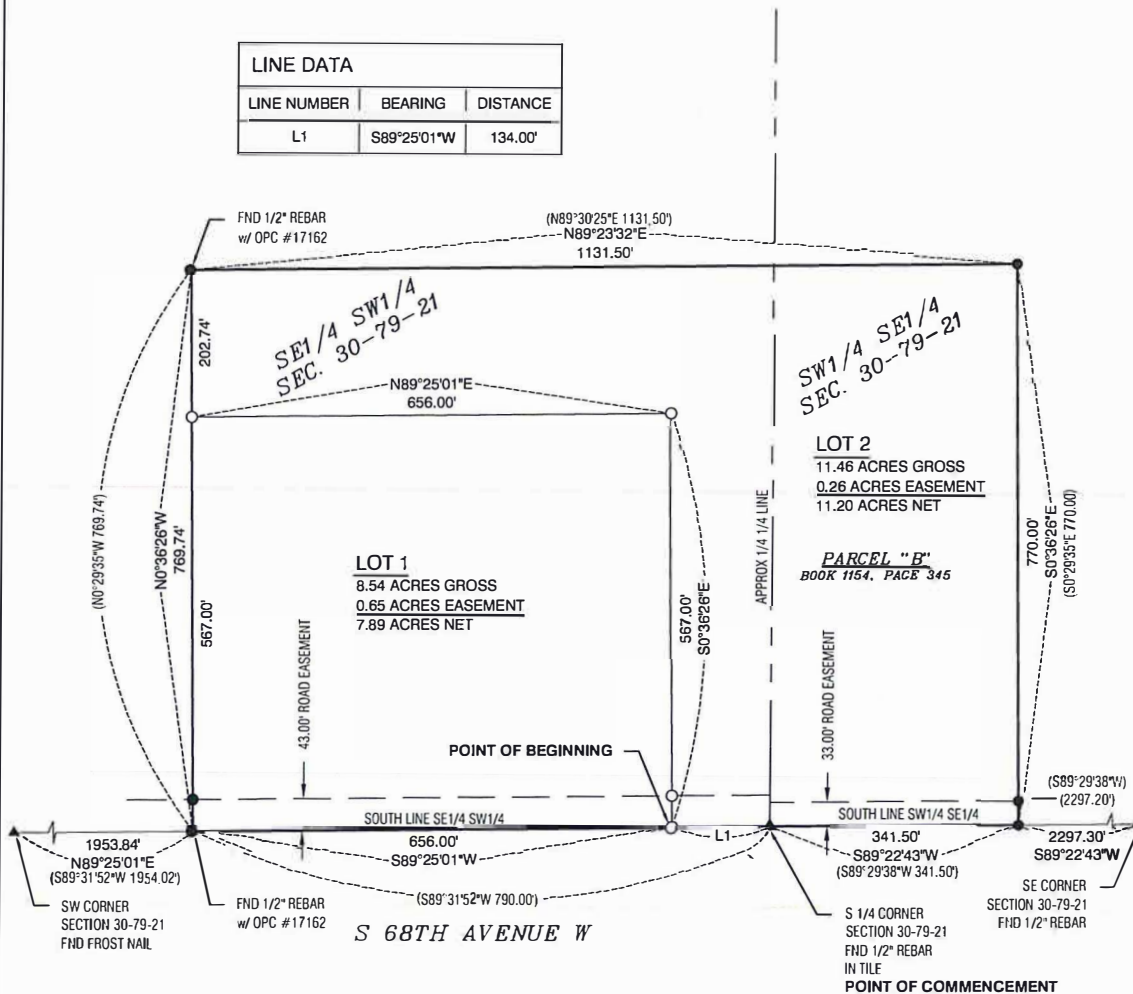 LINE DATA
LINE NUMBER BEARING DISTANCE
L1 S89°25'01"W 134.00'
FND 1/2" REBAR
w/ OPC #17162
(N89°30'25"E 1131.50')
N89°23'32"E
1131.50'
SE1/4 SW1/4
SEC. 30-79-21
SW1/4 SE1/4
SEC. 30-79-21
202.74'
N89°25'01"E
656.00'
(N0°29'35"W 769.74')
N0°36'26"W
769.74'
567.00'
LOT 1
8.54 ACRES GROSS
0.65 ACRES EASEMENT
7.89 ACRES NET
567.00'
S0°36'26"E
APPROX 1/4 1/4 LINE
LOT 2
11.46 ACRES GROSS
0.26 ACRES EASEMENT
11.20 ACRES NET
PARCEL "B"
BOOK 1154, PAGE 345
770.00'
S0°36'26"E
(S0°29'35"E 770.00)
43.00' ROAD EASEMENT
33.00' ROAD EASEMENT
POINT OF BEGINNING
(S89°29'38"W)
(2297.20')
SOUTH LINE SE1/4 SW1/4
SOUTH LINE SW1/4 SE1/4
1953.84'
N89°25'01"E
(S89°31'52"W 1954.02')
656.00'
S89°25'01"W
L1
341.50'
S89°22'43"W
(S89°29'38"W 341.50')
2297.30'
S89°22'43"W
(S89°31'52"W 790.00')
SW CORNER
SECTION 30-79-21
FND FROST NAIL
FND 1/2" REBAR
w/ OPC #17162
S 68TH AVENUE W
S 1/4 CORNER
SECTION 30-79-21
FND 1/2" REBAR
IN TILE
POINT OF COMMENCEMENT
SE CORNER
SECTION 30-79-21
FND 1/2" REBAR